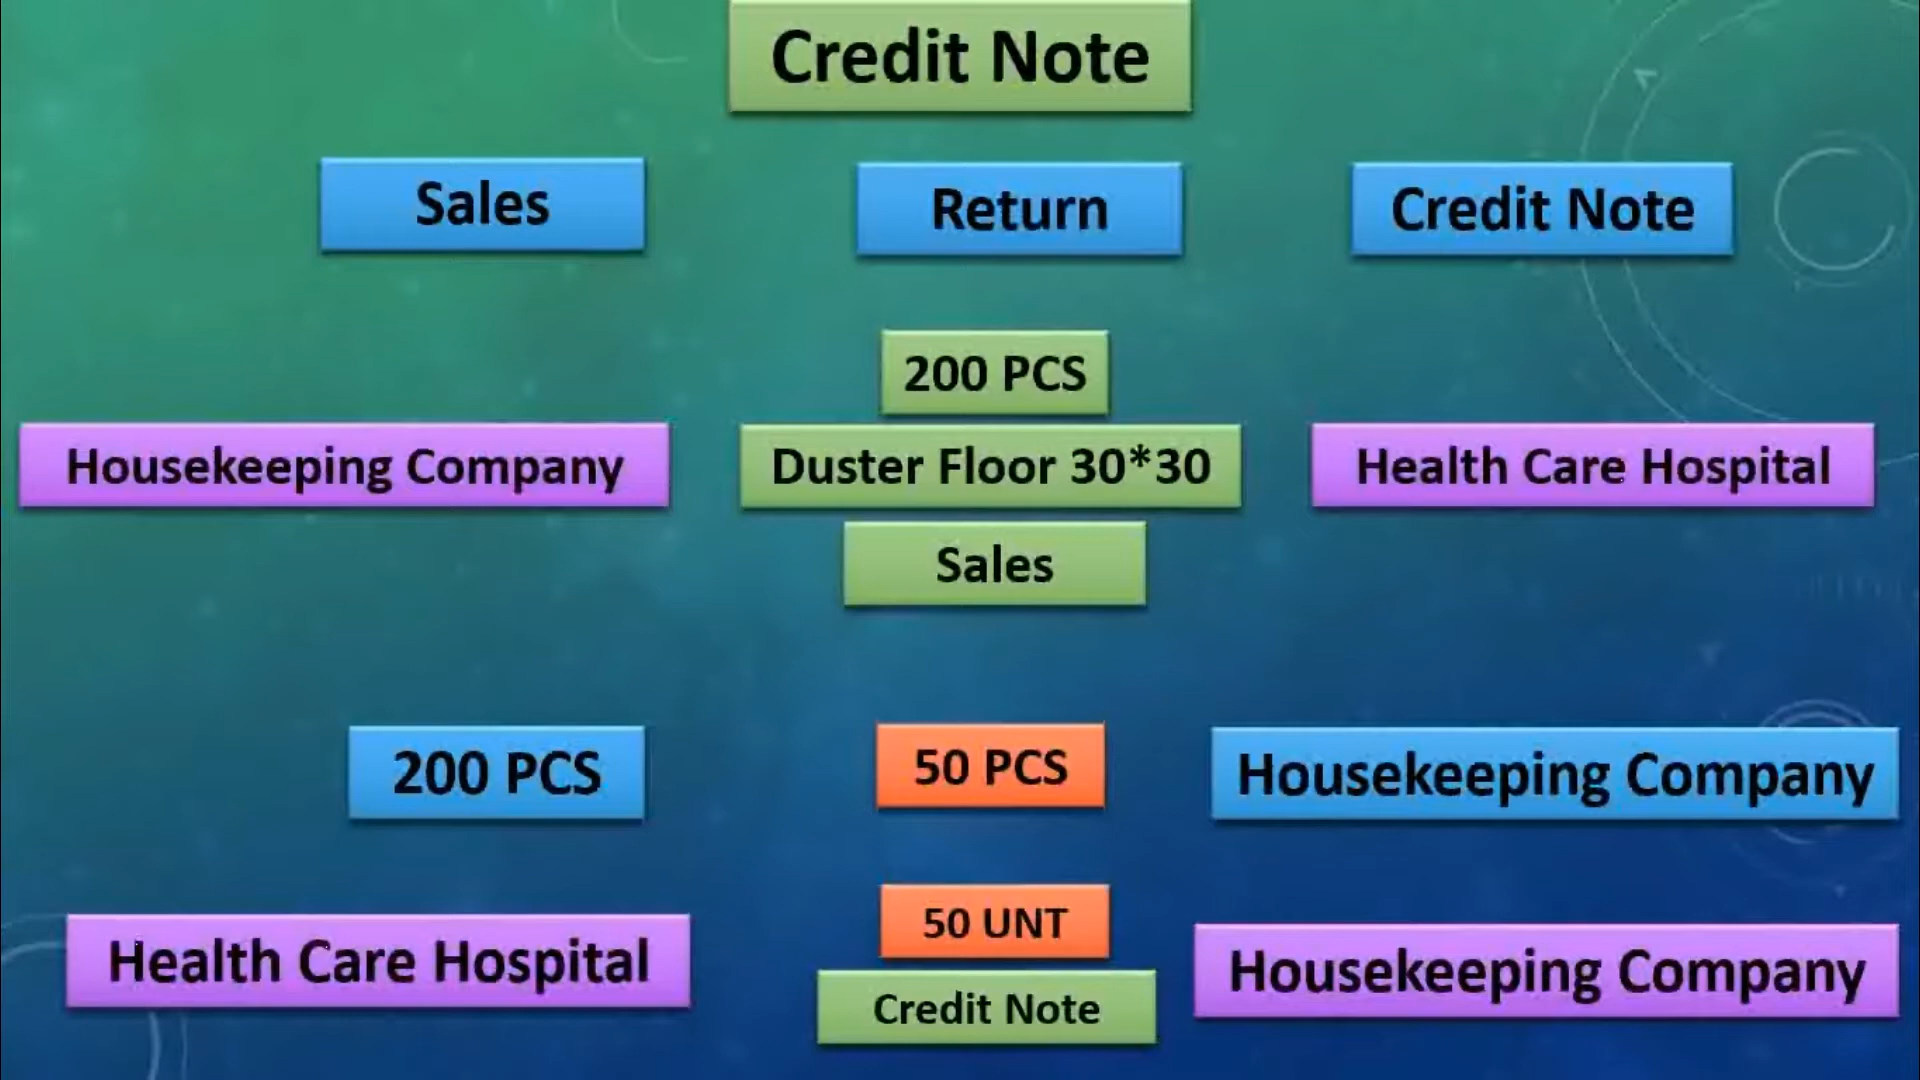 Credit Note
Sales
Return
Credit Note
200 PCS
Housekeeping Company
Duster Floor 30*30
Health Care Hospital
Sales
200 PCS
50 PCS
Housekeeping Company
50 UNT
Health Care Hospital
Housekeeping Company
Credit Note